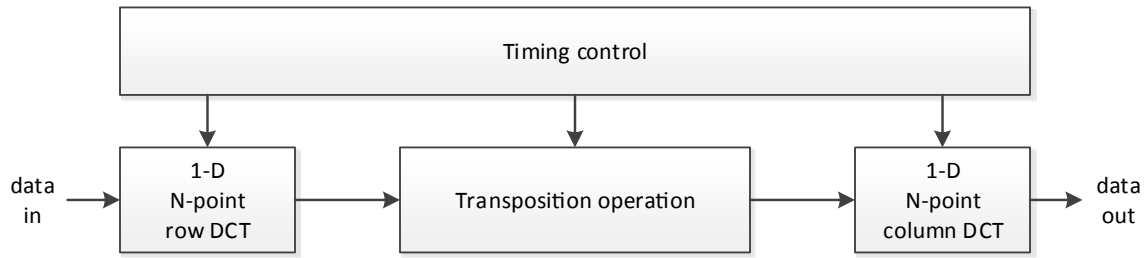 Timing control
data
in
1-D
N-point
row DCT
Transposition operation
1-D
N-point
column DCT
data
out